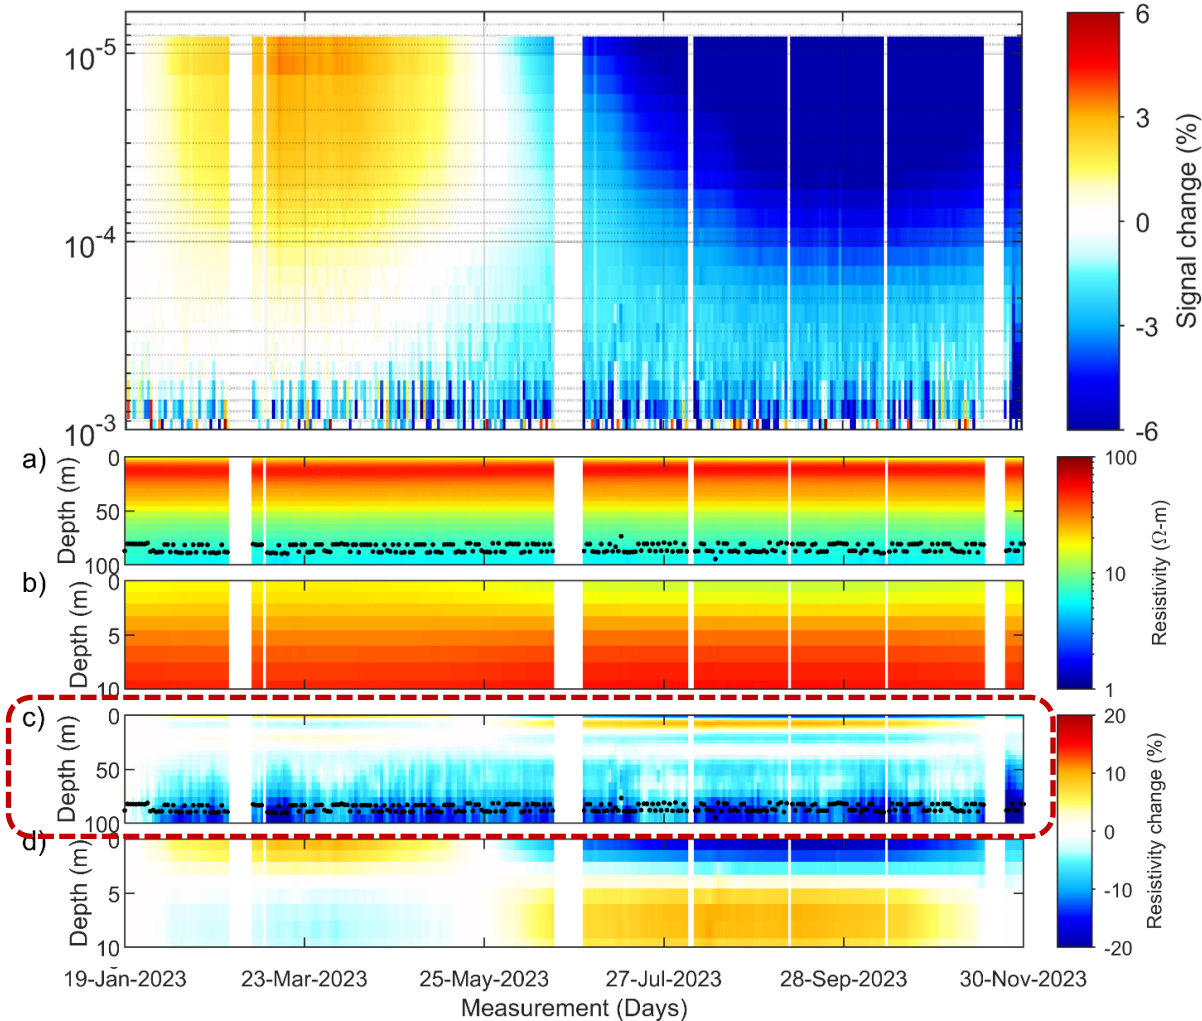 10-5
10-4
10-3
6
3
0
-3
-6
Signal change (%)
a)
0
50
100
Depth (m)
100
10
1
Resistivity (Ω-m)
b)
0
5
10
Depth (m)
c)
0
50
100
Depth (m)
20
10
0
-10
-20
Resistivity change (%)
d)
0
5
10
Depth (m)
19-Jan-2023 23-Mar-2023 25-May-2023 27-Jul-2023 28-Sep-2023 30-Nov-2023
Measurement (Days)